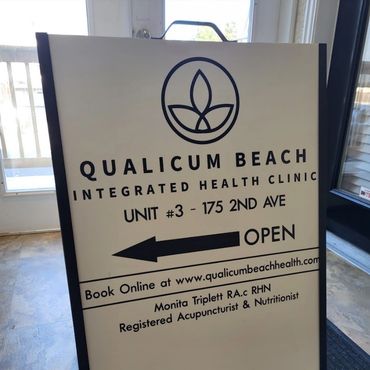 QUALICUM BEACH
INTEGRATED HEALTH CLINIC
UNIT #3 - 175 2ND AVE
OPEN
Book Online at www.qualicumbeachhealth.com
Monita Triplett RA.c RHN
Registered Acupuncturist & Nutritionist